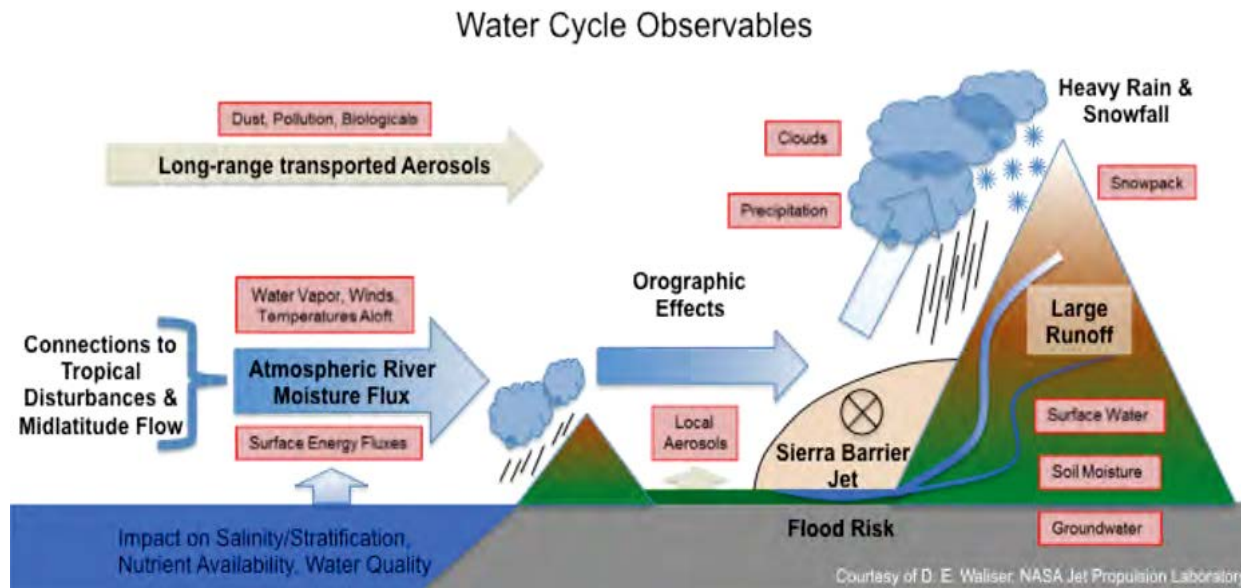 Water Cycle Observables
Dust, Pollution, Biologicals
Long-range transported Aerosols
Heavy Rain &
Snowfall
Clouds
Snowpack
Precipitation
Water Vapor, Winds,
Temperatures Aloft
Orographic
Effects
Connections to
Tropical
Disturbances &
Midlatitude Flow
Atmospheric River
Moisture Flux
Large
Runoff
Surface Energy Fluxes
Local
Aerosols
Sierra Barrier
Jet
Surface Water
Soil Moisture
Impact on Salinity/Stratification,
Nutrient Availability, Water Quality
Flood Risk
Groundwater
Courtesy of D. E. Waliser, NASA Jet Propulsion Laborator